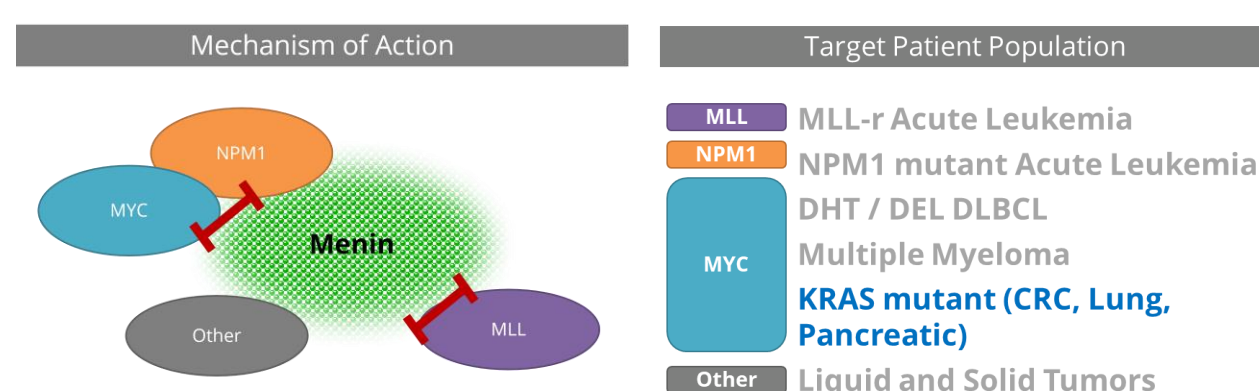 Mechanism of Action
NPM1
MYC
Menin
Other
MLL
Target Patient Population
MLL MLL-r Acute Leukemia
NPM1 NPM1 mutant Acute Leukemia
DHT / DEL DLBCL
MYC Multiple Myeloma
KRAS mutant (CRC, Lung,
Pancreatic)
Other Liquid and Solid Tumors